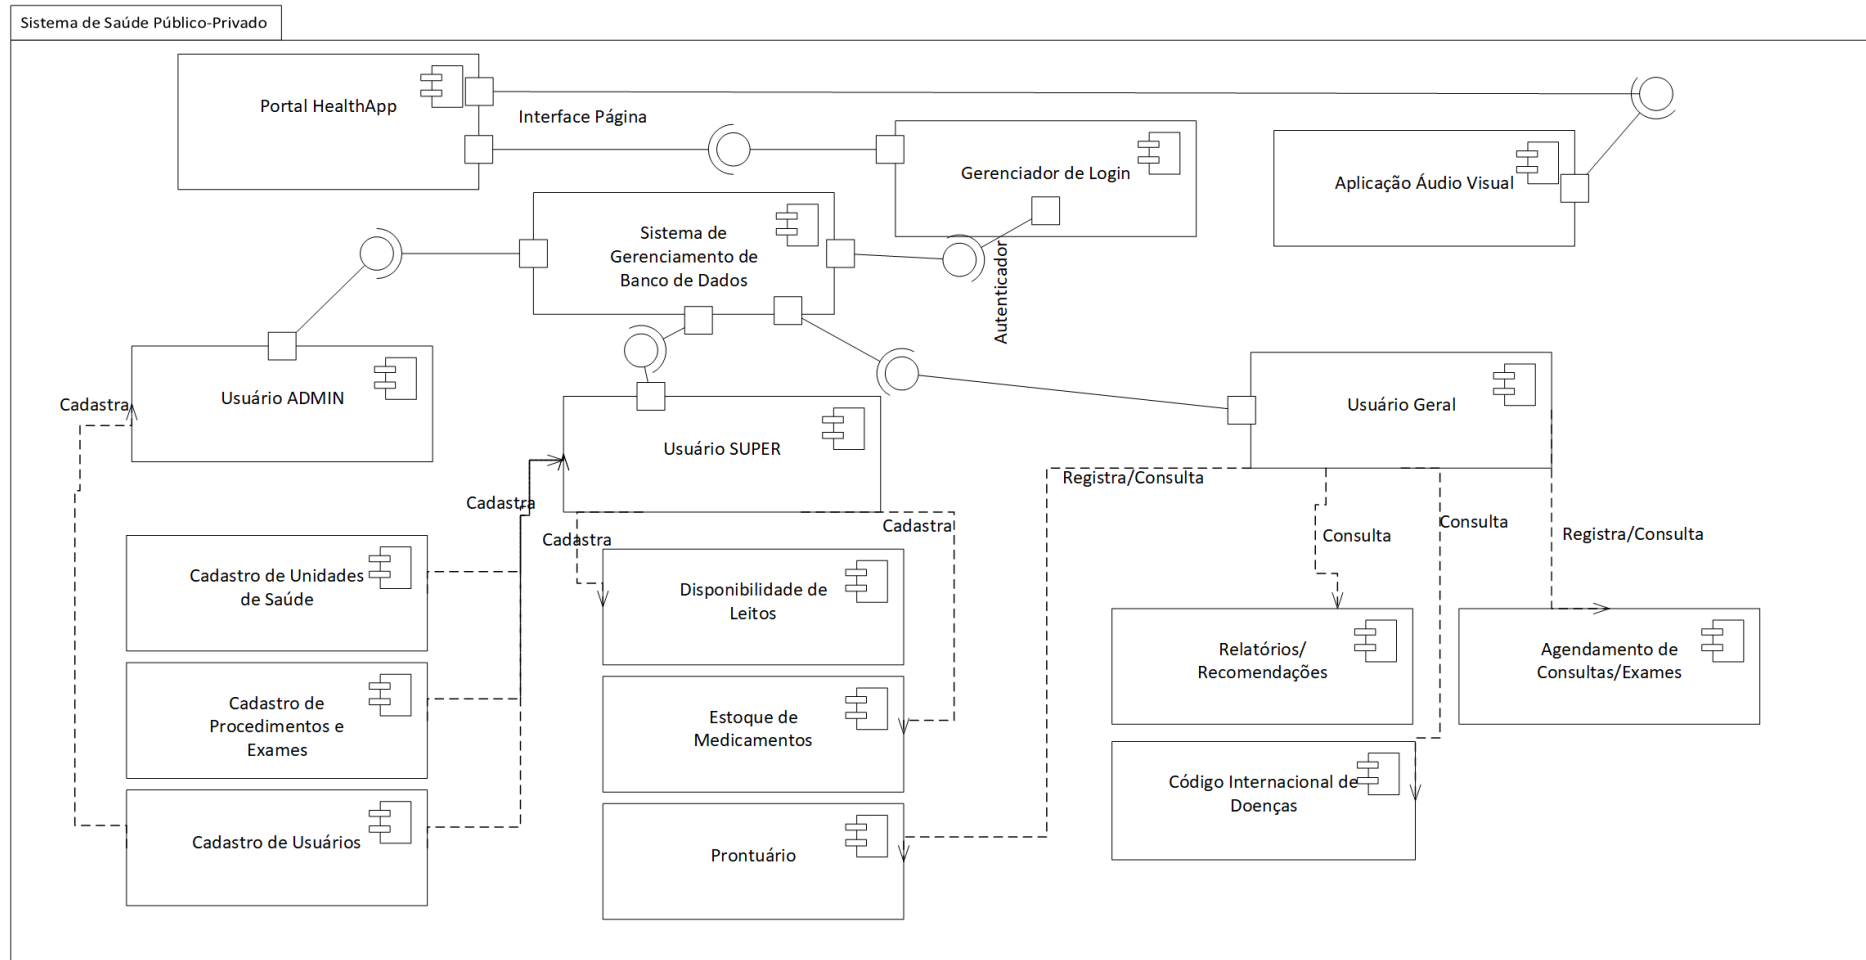 Sistema de Saúde Público-Privado
Portal HealthApp
Interface Página
Gerenciador de Login
Aplicação Áudio Visual
Sistema de
Gerenciamento de
Banco de Dados
Autenticador
Usuário ADMIN
Cadastra
Usuário SUPER
Usuário Geral
Cadastra
Cadastra
Cadastra
Registra/Consulta
Consulta
Consulta
Registra/Consulta
Cadastro de Unidades
de Saúde
Disponibilidade de
Leitos
Relatórios/
Recomendações
Agendamento de
Consultas/Exames
Cadastro de
Procedimentos e
Exames
Estoque de
Medicamentos
Código Internacional de
Doenças
Cadastro de Usuários
Prontuário